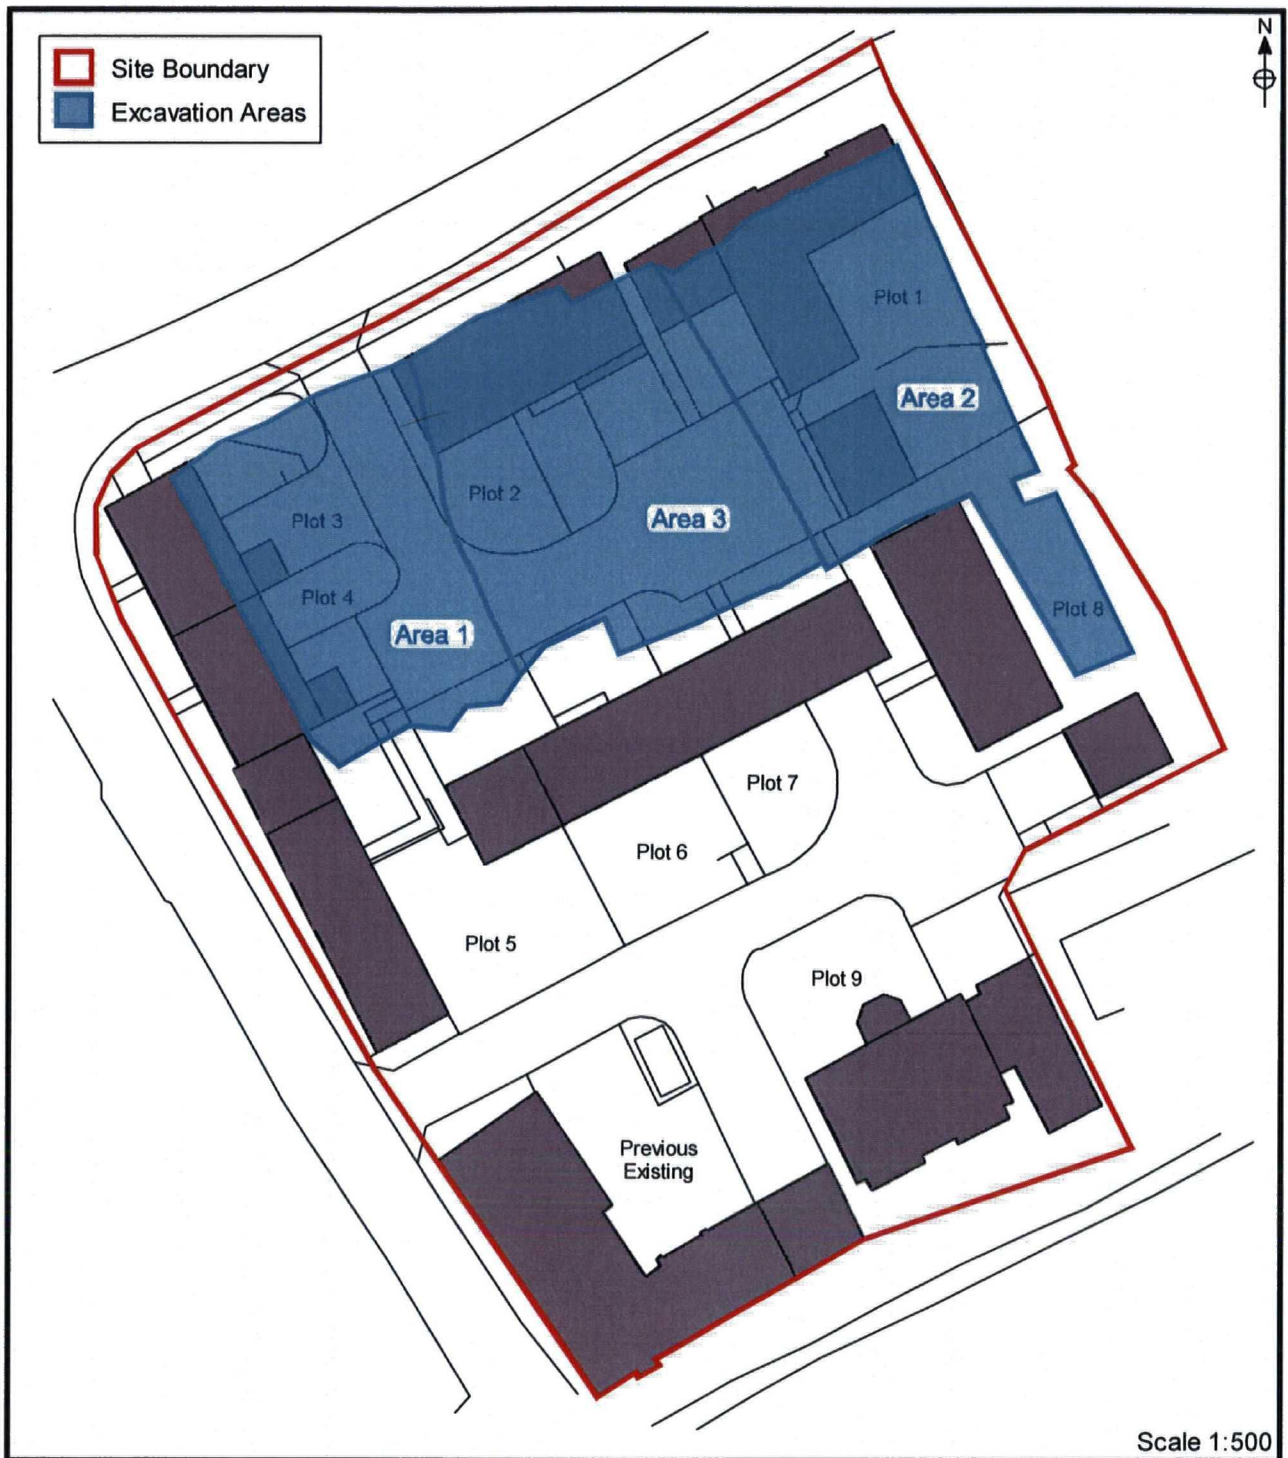 Site Boundary
Excavation Areas
N
Plot 1
Area 2
Plot 2
Plot 3
Area 3
Plot 4
Plot 8
Area 1
Plot 7
Plot 6
Plot 5
Plot 9
Previous
Existing
Scale 1:500